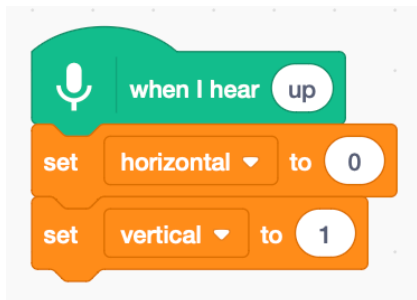 when I hear up
set horizontal to 0
set vertical to 1